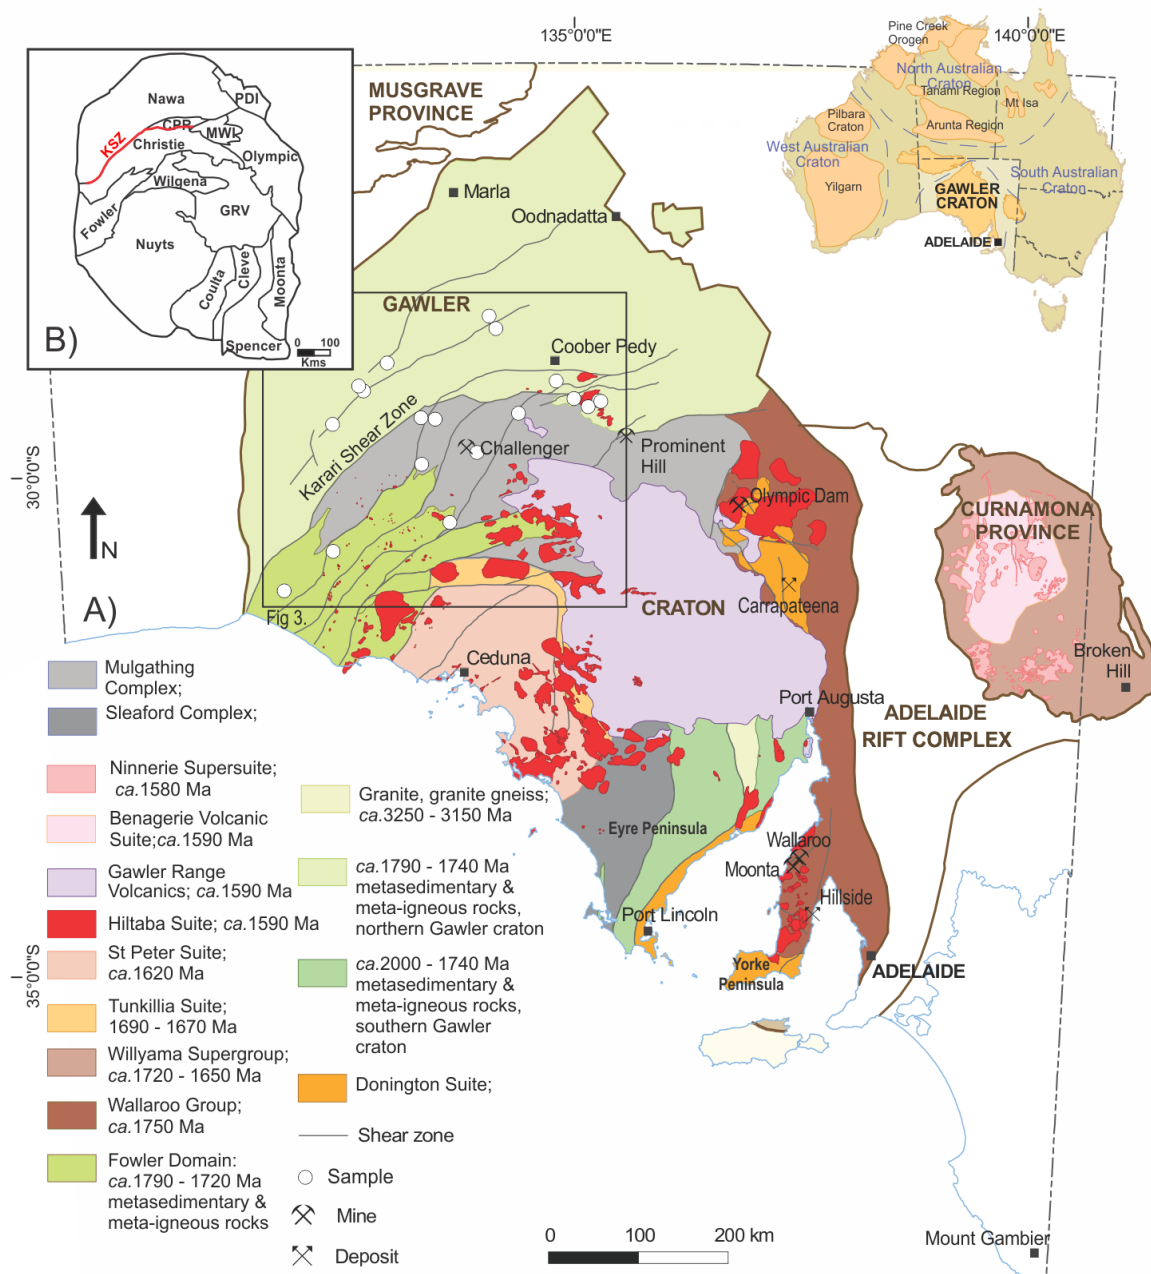 135°0'0"E
140°0'0"E
30°0'0"S
35°0'0"S
Nawa
PDI
CPR
MWI
KSZ
Christie
Olympic
Wilgena
Fowler
GRV
Nuyts
Coulta
Cleve
Moonta
Spencer
B)
0 100
Kms
MUSGRAVE
PROVINCE
Marla
Oodnadatta
GAWLER
Coober Pedy
Karari Shear Zone
Challenger
Prominent
Hill
Olympic Dam
Carrapateena
CRATON
Fig 3.
N
A)
Ceduna
Port Augusta
Eyre Peninsula
Wallaroo
Moonta
Hillside
Port Lincoln
Yorke
Peninsula
ADELAIDE
ADELAIDE
RIFT COMPLEX
CURNAMONA
PROVINCE
Broken
Hill
Mount Gambier
Pine Creek
Orogen
North Australian
Craton
Tanami Region
Mt Isa
Pilbara
Craton
Arunta Region
West Australian
Craton
Yilgarn
South Australian
Craton
GAWLER
CRATON
ADELAIDE
Mulgathing
Complex;
Sleaford Complex;
Ninnerie Supersuite;
ca.1580 Ma
Benagerie Volcanic
Suite;ca.1590 Ma
Gawler Range
Volcanics; ca.1590 Ma
Hiltaba Suite; ca.1590 Ma
St Peter Suite;
ca.1620 Ma
Tunkillia Suite;
1690 - 1670 Ma
Willyama Supergroup;
ca.1720 - 1650 Ma
Wallaroo Group;
ca.1750 Ma
Fowler Domain:
ca.1790 - 1720 Ma
metasedimentary &
meta-igneous rocks
Granite, granite gneiss;
ca.3250 - 3150 Ma
ca.1790 - 1740 Ma
metasedimentary &
meta-igneous rocks,
northern Gawler craton
ca.2000 - 1740 Ma
metasedimentary &
meta-igneous rocks,
southern Gawler
craton
Donington Suite;
Shear zone
Sample
Mine
Deposit
0 100 200 km